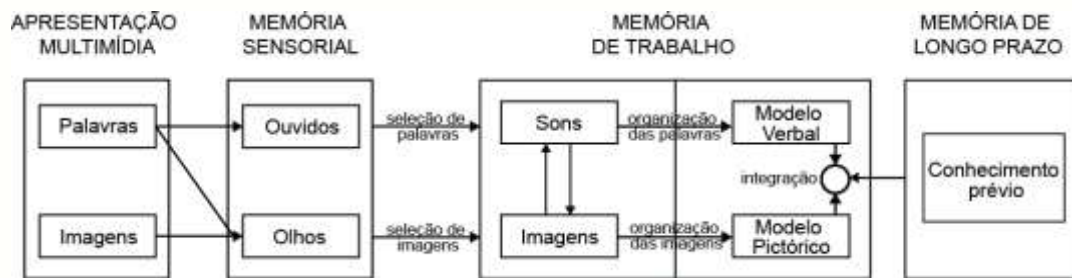 APRESENTAÇÃO
MULTIMÍDIA
MEMÓRIA
SENSORIAL
MEMÓRIA
DE TRABALHO
MEMÓRIA DE
LONGO PRAZO
Palavras
Ouvidos
seleção de
palavras
Sons
organização
das palavras
Modelo
Verbal
integração
Conhecimento
prévio
Imagens
Olhos
seleção de
imagens
Imagens
organização
das imagens
Modelo
Pictórico